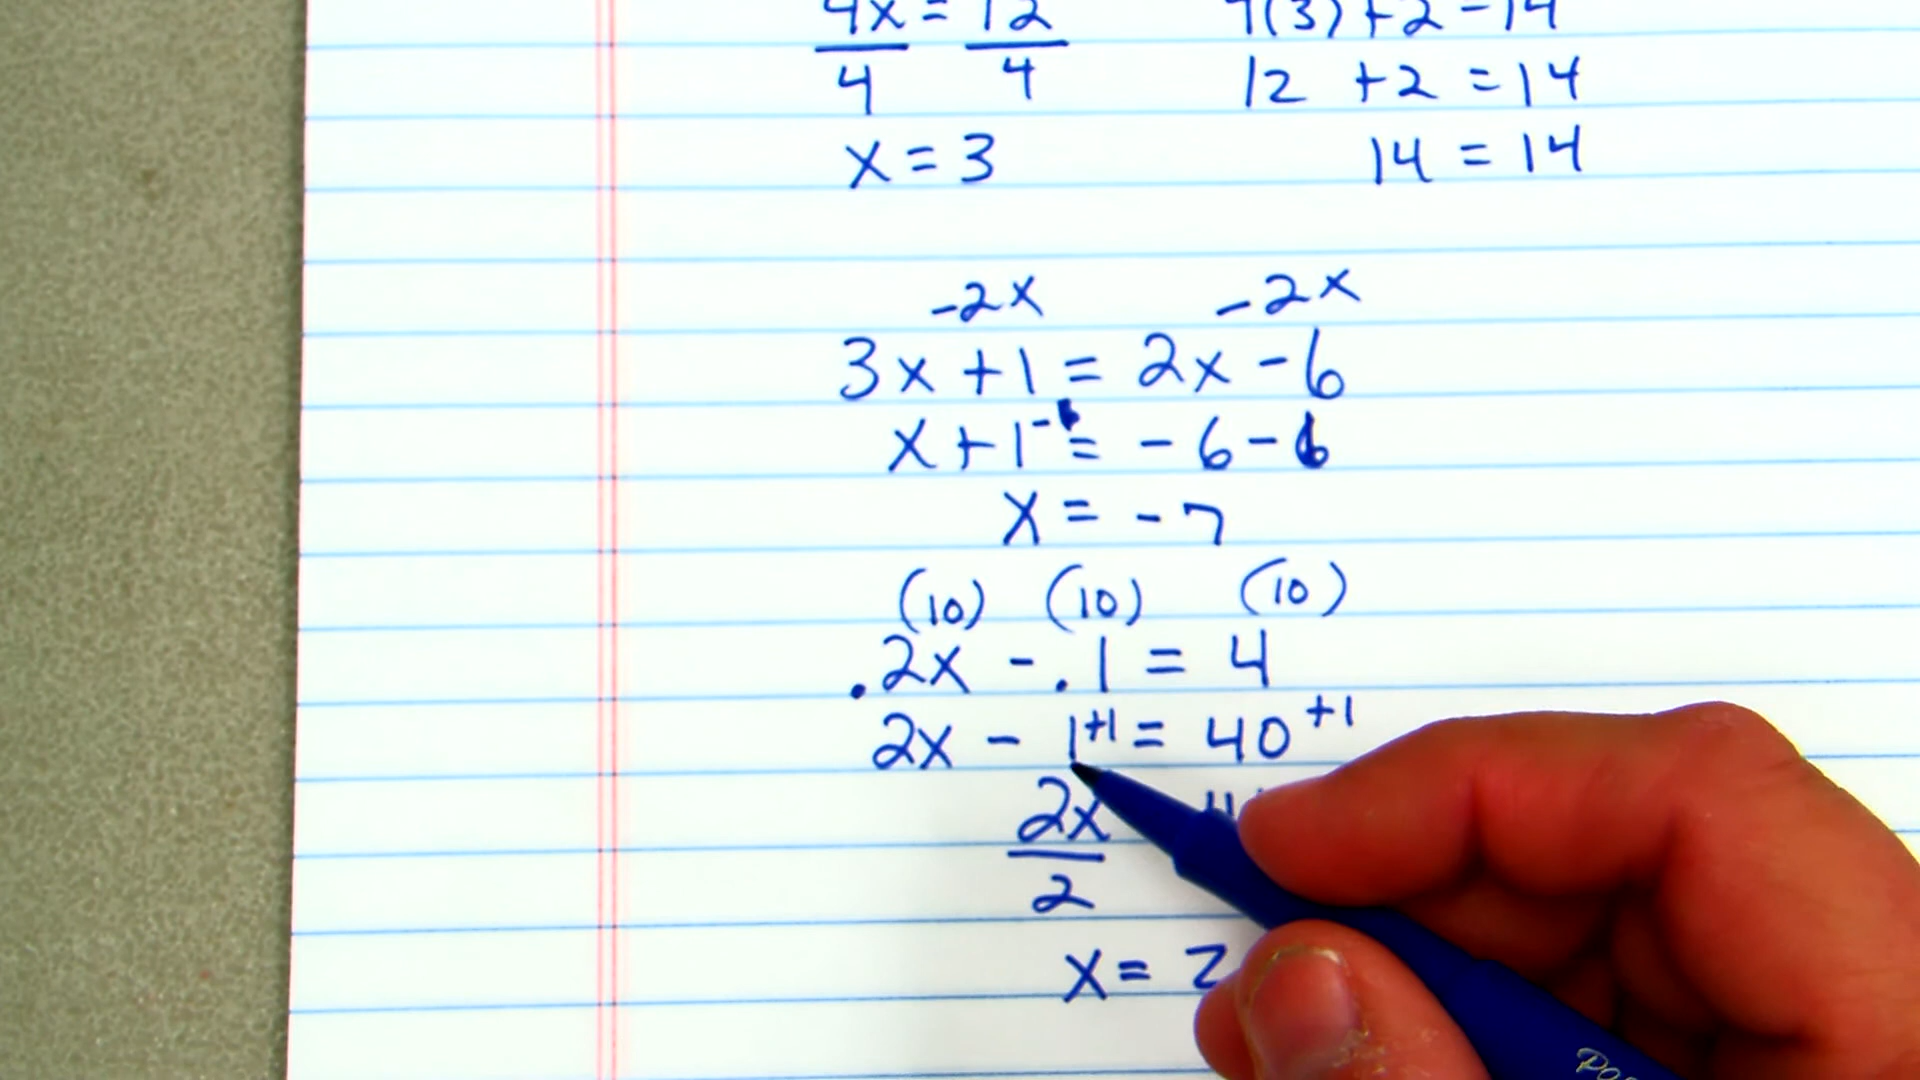 4x = 12 4(3) + 2 = 14
4 4 12 + 2 = 14
x = 3 14 = 14
-2x -2x
3x + 1 = 2x - 6
x + 1 - = - 6 -
x = - 7
(10) (10) (10)
.2x - .1 = 4
2x - 1 +1 = 40 +1
2x
2
x = 2